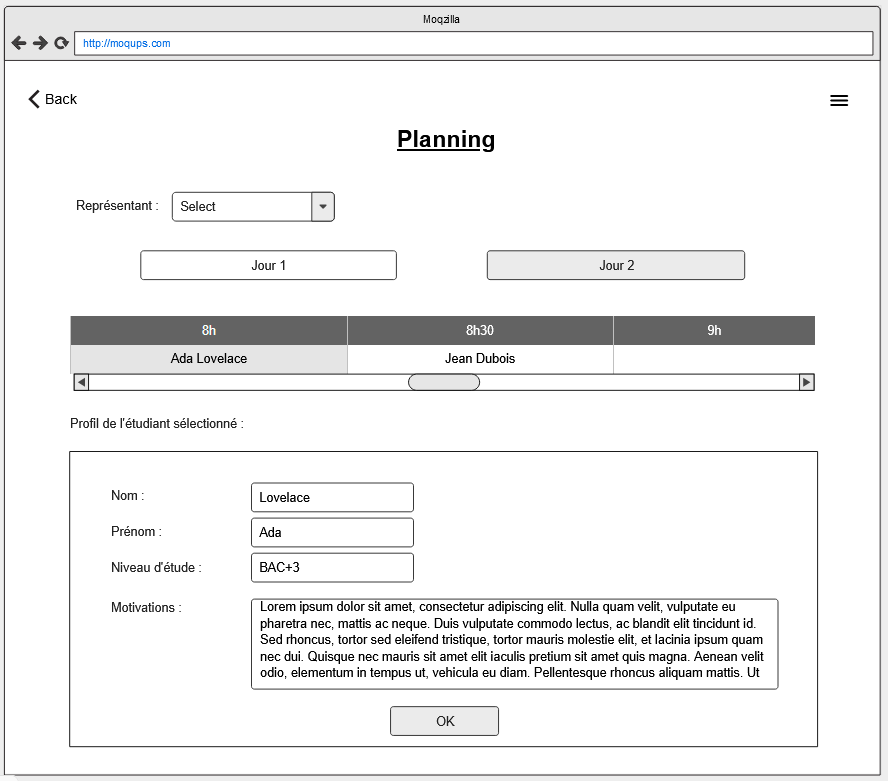 Moqzilla
http://moqups.com
Back
Planning
Représentant :
Select
Jour 1
Jour 2
8h
8h30
9h
Ada Lovelace
Jean Dubois
Profil de l'étudiant sélectionné :
Nom :
Lovelace
Prénom :
Ada
Niveau d'étude :
BAC+3
Motivations :
Lorem ipsum dolor sit amet, consectetur adipiscing elit. Nulla quam velit, vulputate eu
pharetra nec, mattis ac neque. Duis vulputate commodo lectus, ac blandit elit tincidunt id.
Sed rhoncus, tortor sed eleifend tristique, tortor mauris molestie elit, et lacinia ipsum quam
nec dui. Quisque nec mauris sit amet elit iaculis pretium sit amet quis magna. Aenean velit
odio, elementum in tempus ut, vehicula eu diam. Pellentesque rhoncus aliquam mattis. Ut
OK